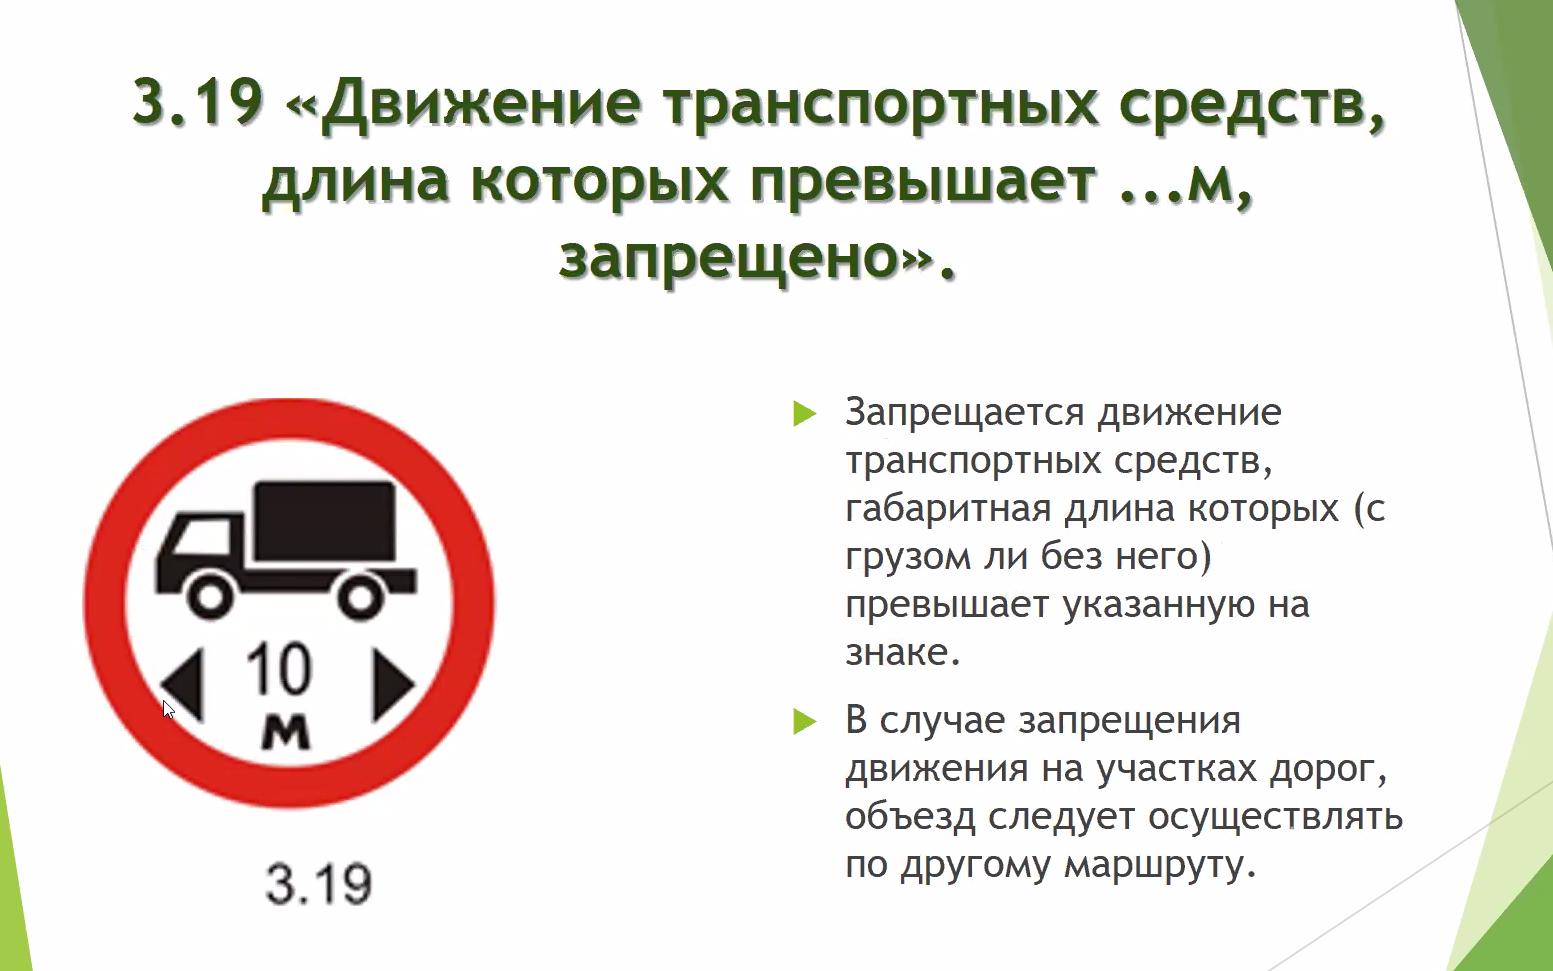 3.19 «Движение транспортных средств,
длина которых превышает ...м,
запрещено».
10
м
3.19
Запрещается движение
транспортных средств,
габаритная длина которых (с
грузом ли без него)
превышает указанную на
знаке.
В случае запрещения
движения на участках дорог,
объезд следует осуществлять
по другому маршруту.